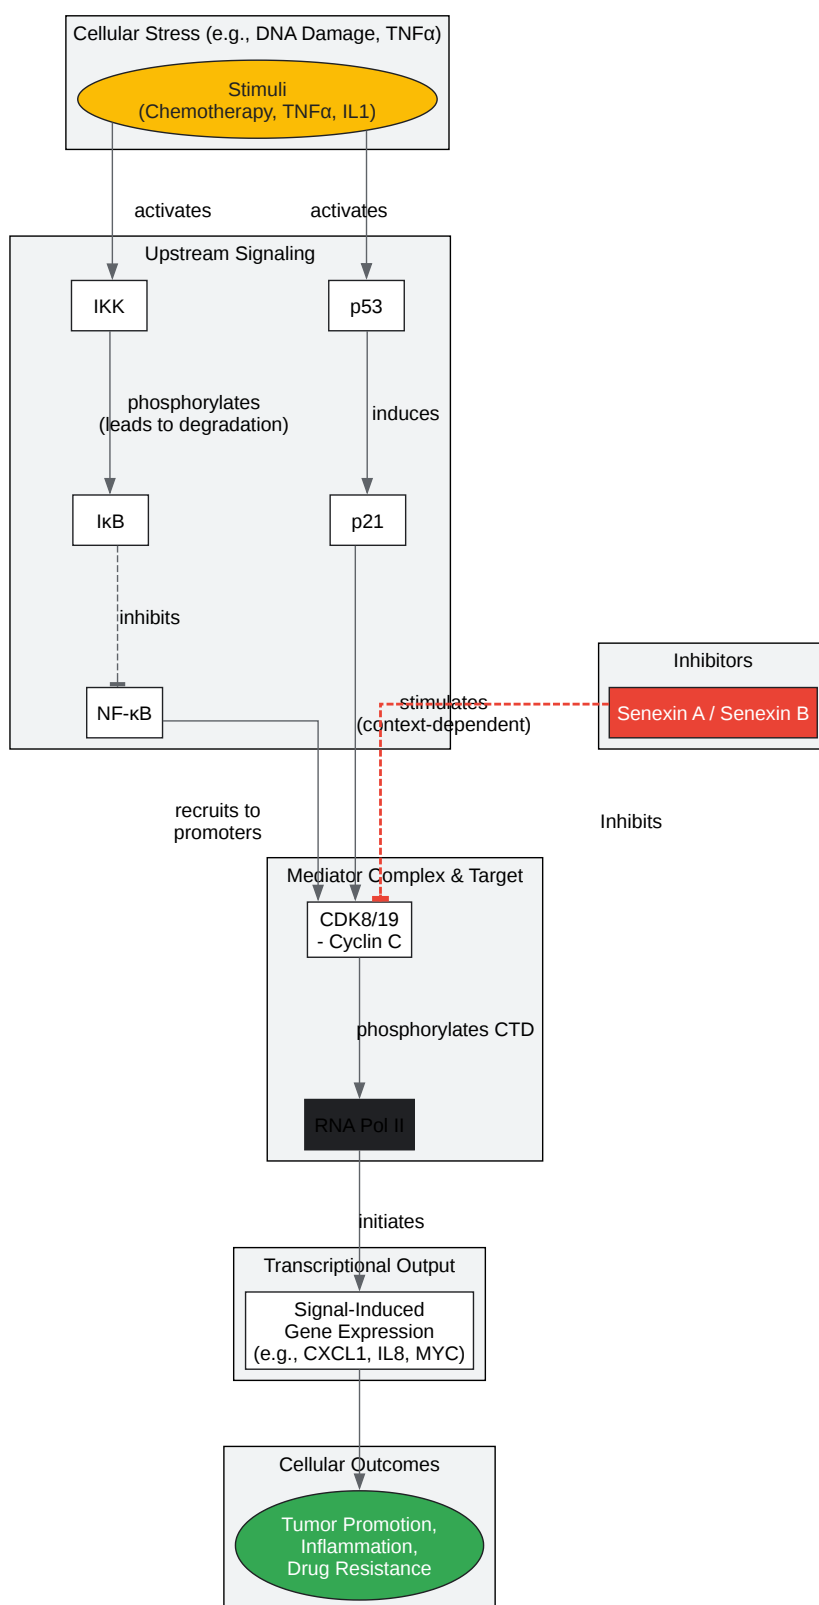 Cellular Stress (e.g., DNA Damage, TNFα)
Stimuli
(Chemotherapy, TNFα, IL1)
activates
activates
Upstream Signaling
IKK
p53
phosphorylates
(leads to degradation)
induces
IκB
p21
inhibits
NF-κB
stimulates
(context-dependent)
Inhibitors
Senexin A / Senexin B
recruits to
promoters
Inhibits
Mediator Complex & Target
CDK8/19
- Cyclin C
phosphorylates CTD
RNA Pol II
initiates
Transcriptional Output
Signal-Induced
Gene Expression
(e.g., CXCL1, IL8, MYC)
Cellular Outcomes
Tumor Promotion,
Inflammation,
Drug Resistance